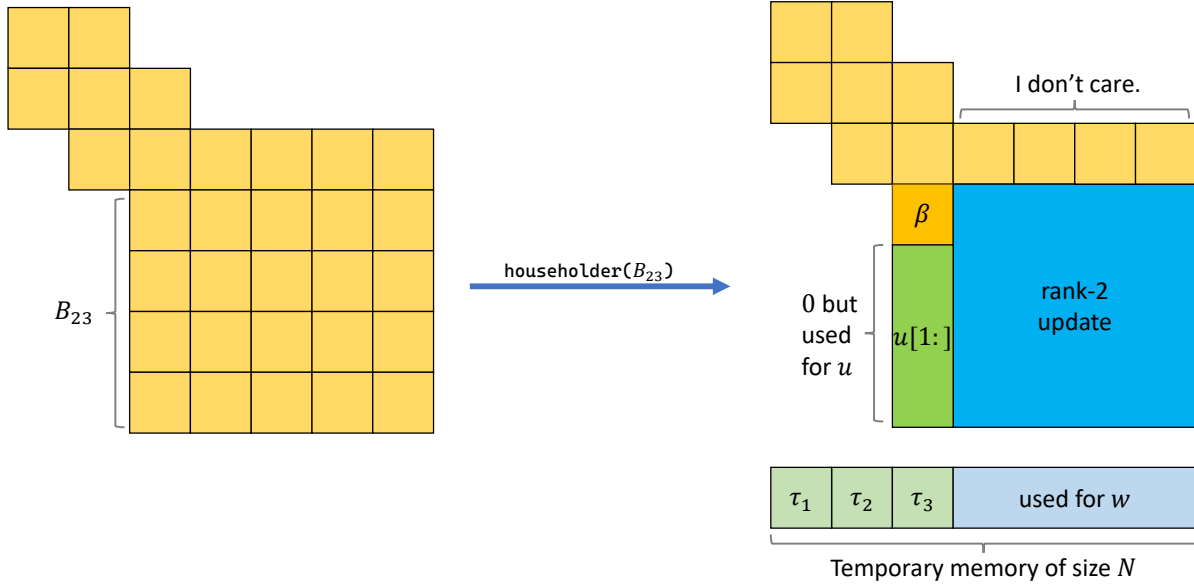 I don't care.
B₂₃
householder(B₂₃)
β
0 but
used
for u
u[1:]
rank-2
update
τ₁ τ₂ τ₃ used for w
Temporary memory of size N